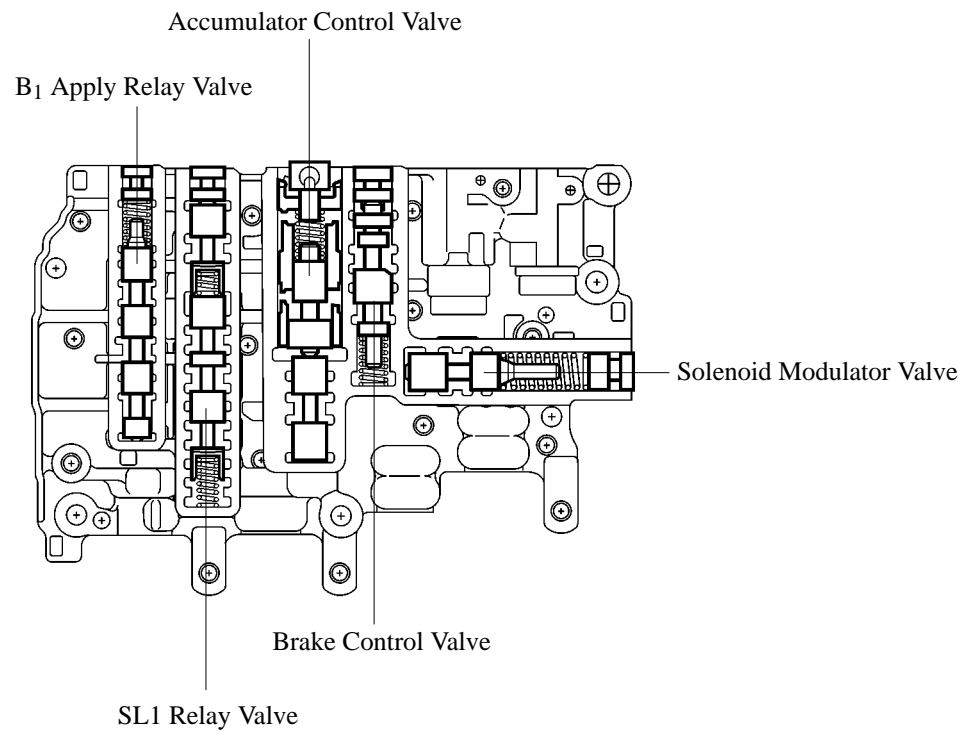 Accumulator Control Valve
B1 Apply Relay Valve
Solenoid Modulator Valve
Brake Control Valve
SL1 Relay Valve